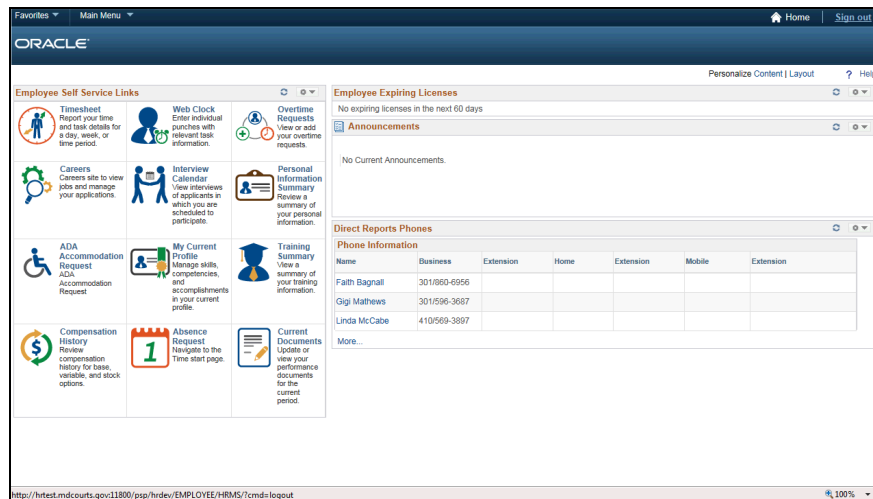 Favorites Main Menu Home Sign out
ORACLE
Personalize Content | Layout ? Help
Employee Self Service Links
Timesheet
Report your time
and task details for
a day, week, or
time period.
Web Clock
Enter individual
punches with
relevant task
information.
Overtime
Requests
View or add
your overtime
requests.
Careers
Careers site to view
jobs and manage
your applications.
Interview
Calendar
View interviews
of applicants in
which you are
scheduled to
participate.
Personal
Information
Summary
Review a
summary of
your personal
information.
ADA
Accommodation
Request
ADA
Accommodation
Request
My Current
Profile
Manage skills,
competencies,
and
accomplishments
in your current
profile.
Training
Summary
View a
summary of
your training
information.
Compensation
History
Review
compensation
history for base,
variable, and stock
options.
1
Absence
Request
Navigate to the
Time start page.
Current
Documents
Update or
view your
performance
documents
for the
current
period.
Employee Expiring Licenses
No expiring licenses in the next 60 days
Announcements
No Current Announcements.
Direct Reports Phones
Phone Information
Name Business Extension Home Extension Mobile Extension
Faith Bagnall 301/860-6956
Gigi Mathews 301/596-3687
Linda McCabe 410/569-3897
More...
http://hrtest.mdcourts.gov:11800/psp/hrdev/EMPLOYEE/HRMS/?cmd=logout 100%